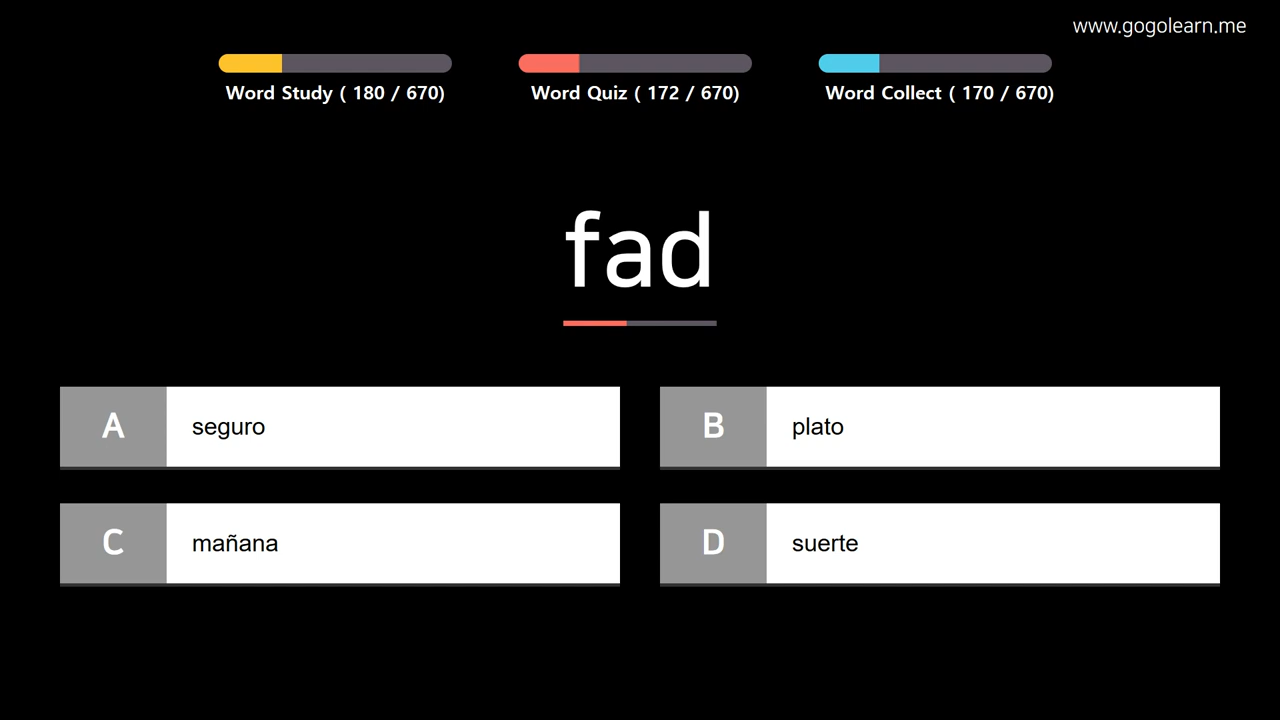 www.gogolearn.me
Word Study ( 180 / 670)
Word Quiz ( 172 / 670)
Word Collect ( 170 / 670)
fad
A seguro
B plato
C mañana
D suerte